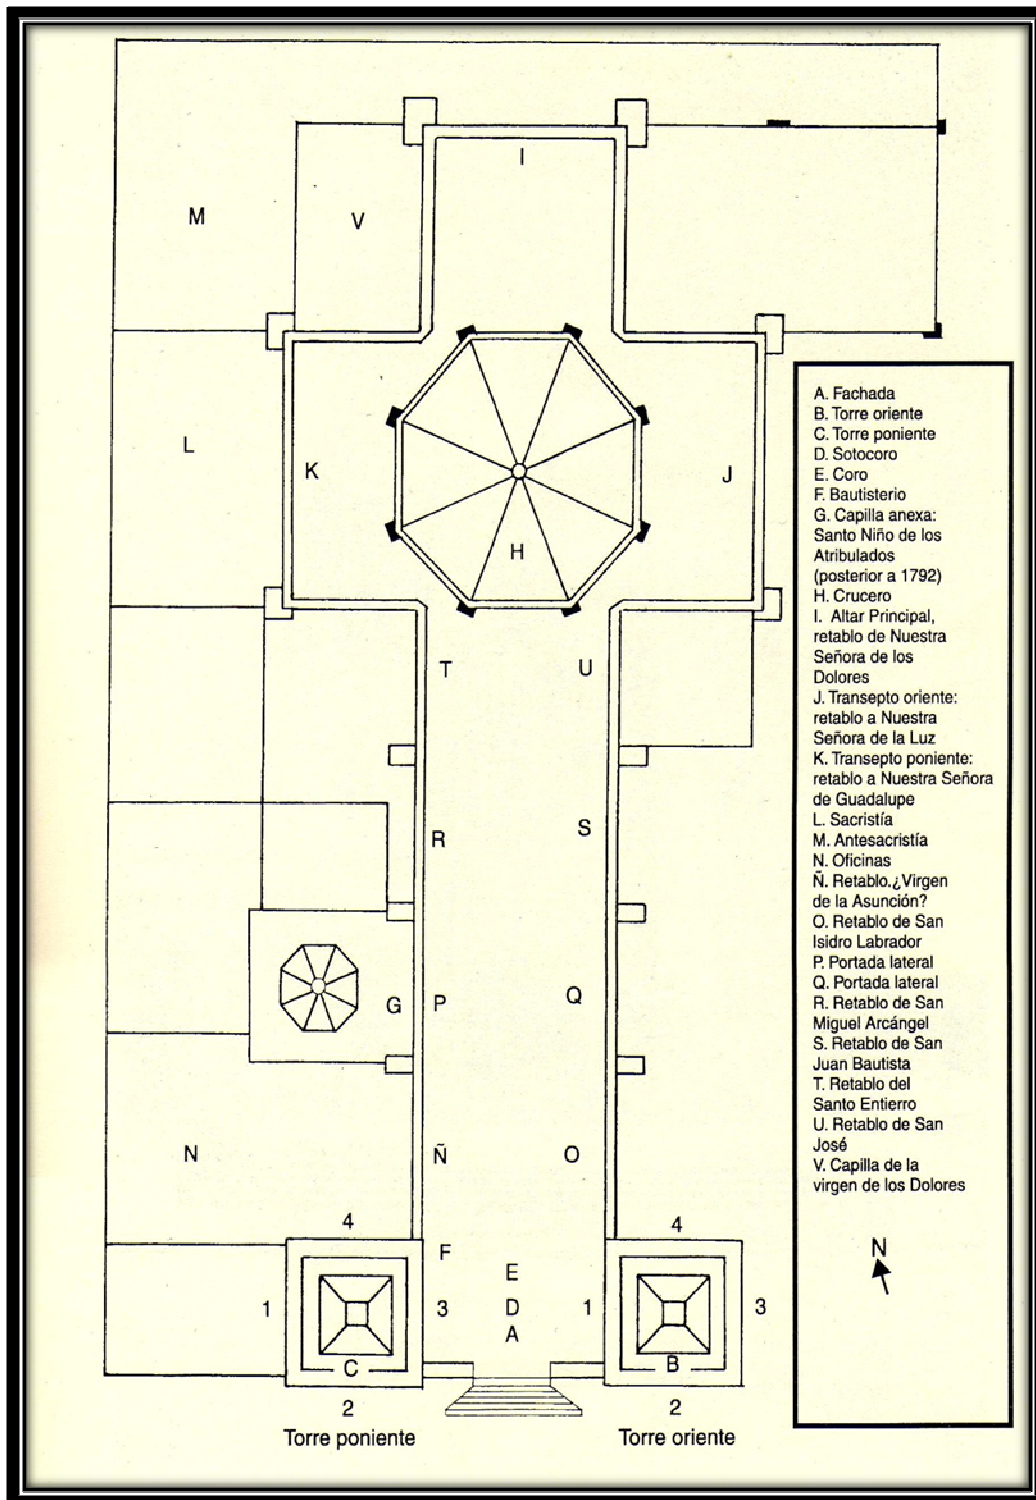 I
M
V
L
K
J
H
T
U
R
S
G
P
Q
N
Ñ
O
4
4
F
E
1
3
D
1
3
A
C
B
2
2
Torre poniente
Torre oriente
A. Fachada
B. Torre oriente
C. Torre poniente
D. Sotocoro
E. Coro
F. Bautisterio
G. Capilla anexa:
Santo Niño de los
Atribulados
(posterior a 1792)
H. Crucero
I. Altar Principal,
retablo de Nuestra
Señora de los
Dolores
J. Transepto oriente:
retablo a Nuestra
Señora de la Luz
K. Transepto poniente:
retablo a Nuestra Señora
de Guadalupe
L. Sacristía
M. Antesacristía
N. Oficinas
Ñ. Retablo.¿Virgen
de la Asunción?
O. Retablo de San
Isidro Labrador
P. Portada lateral
Q. Portada lateral
R. Retablo de San
Miguel Arcángel
S. Retablo de San
Juan Bautista
T. Retablo del
Santo Entierro
U. Retablo de San
José
V. Capilla de la
virgen de los Dolores
N